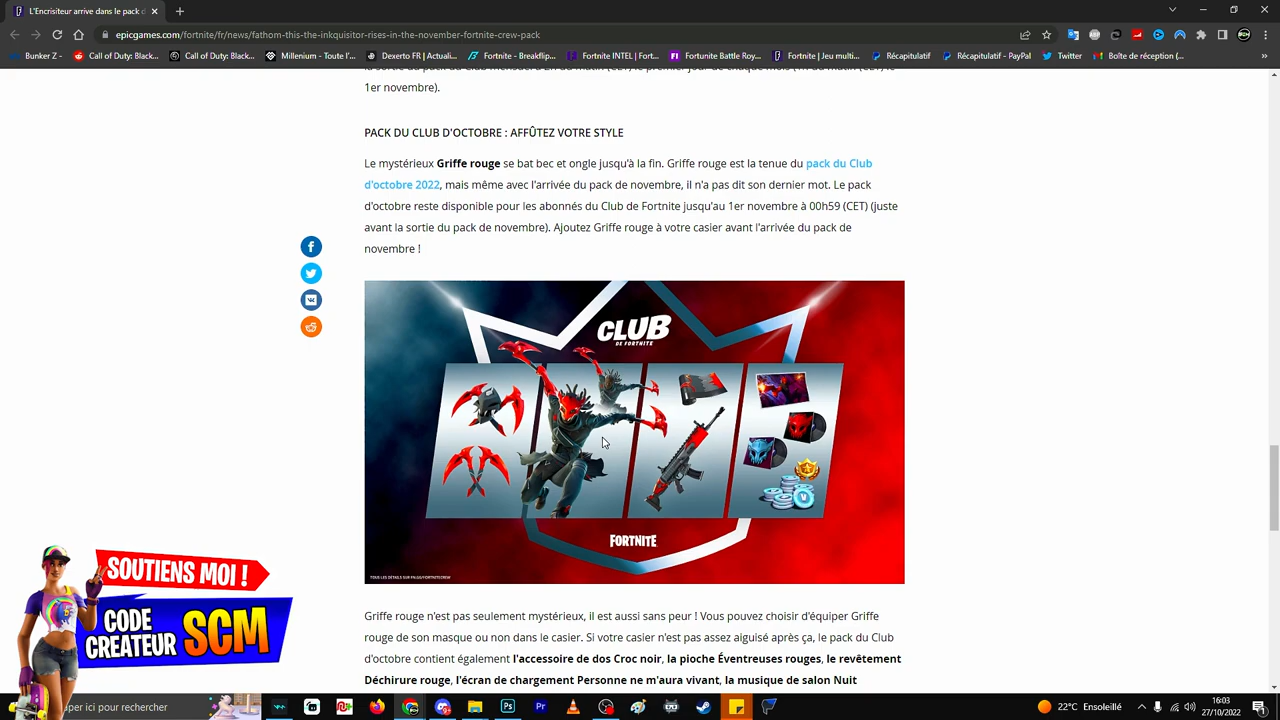 L'Encriseur arrive dans le pack d
epicgames.com/fortnite/fr/news/fathom-this-the-inkquisitor-rises-in-the-november-fortnite-crew-pack
Bunker Z - Call of Duty: Black... Call of Duty: Black... Millenium - Toute l'i... Dexerto FR | Actuali... Fortnite - Breakflip... Fortnite INTEL | Fort... Fortunite Battle Roy... Fortnite | Jeu multi... Récapitulatif Récapitulatif - PayPal Twitter Boîte de réception (...
1er novembre).
PACK DU CLUB D'OCTOBRE : AFFÛTEZ VOTRE STYLE
Le mystérieux Griffe rouge se bat bec et ongle jusqu'à la fin. Griffe rouge est la tenue du pack du Club
d'octobre 2022, mais même avec l'arrivée du pack de novembre, il n'a pas dit son dernier mot. Le pack
d'octobre reste disponible pour les abonnés du Club de Fortnite jusqu'au 1er novembre à 00h59 (CET) (juste
avant la sortie du pack de novembre). Ajoutez Griffe rouge à votre casier avant l'arrivée du pack de
novembre !
CLUB
DE FORTNITE
FORTNITE
TOUS LES DÉTAILS SUR FN.GG/FORTNITECREW
Griffe rouge n'est pas seulement mystérieux, il est aussi sans peur ! Vous pouvez choisir d'équiper Griffe
rouge de son masque ou non dans le casier. Si votre casier n'est pas assez aiguisé après ça, le pack du Club
d'octobre contient également l'accessoire de dos Croc noir, la pioche Éventreuses rouges, le revêtement
Déchirure rouge, l'écran de chargement Personne ne m'aura vivant, la musique de salon Nuit
SOUTIENS MOI !
CODE
CRÉATEUR SCM
per ici pour rechercher
22°C Ensoleillé
16:03
27/10/2022